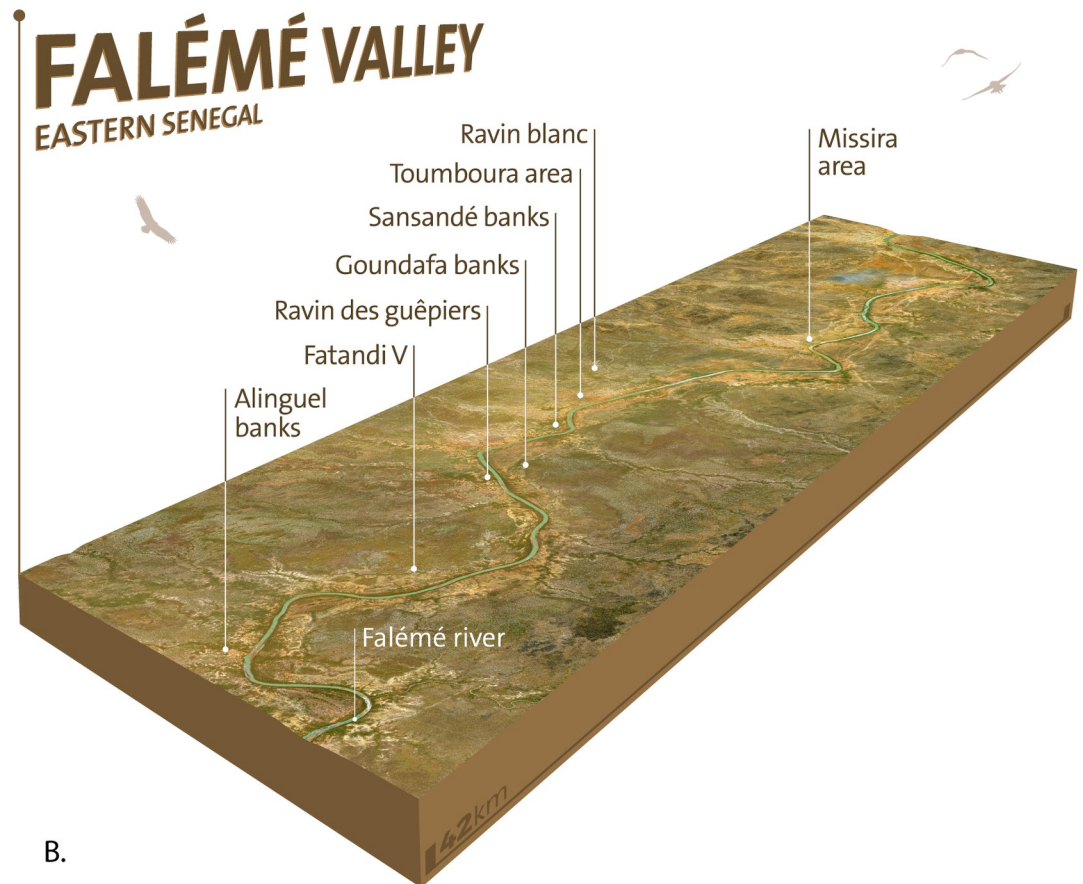 FALÉMÉ VALLEY
EASTERN SENEGAL
Ravin blanc
Missira
area
Toumboura area
Sansandé banks
Goundafa banks
Ravin des guêpiers
Fatandi V
Alinguel
banks
Falémé river
42km
B.